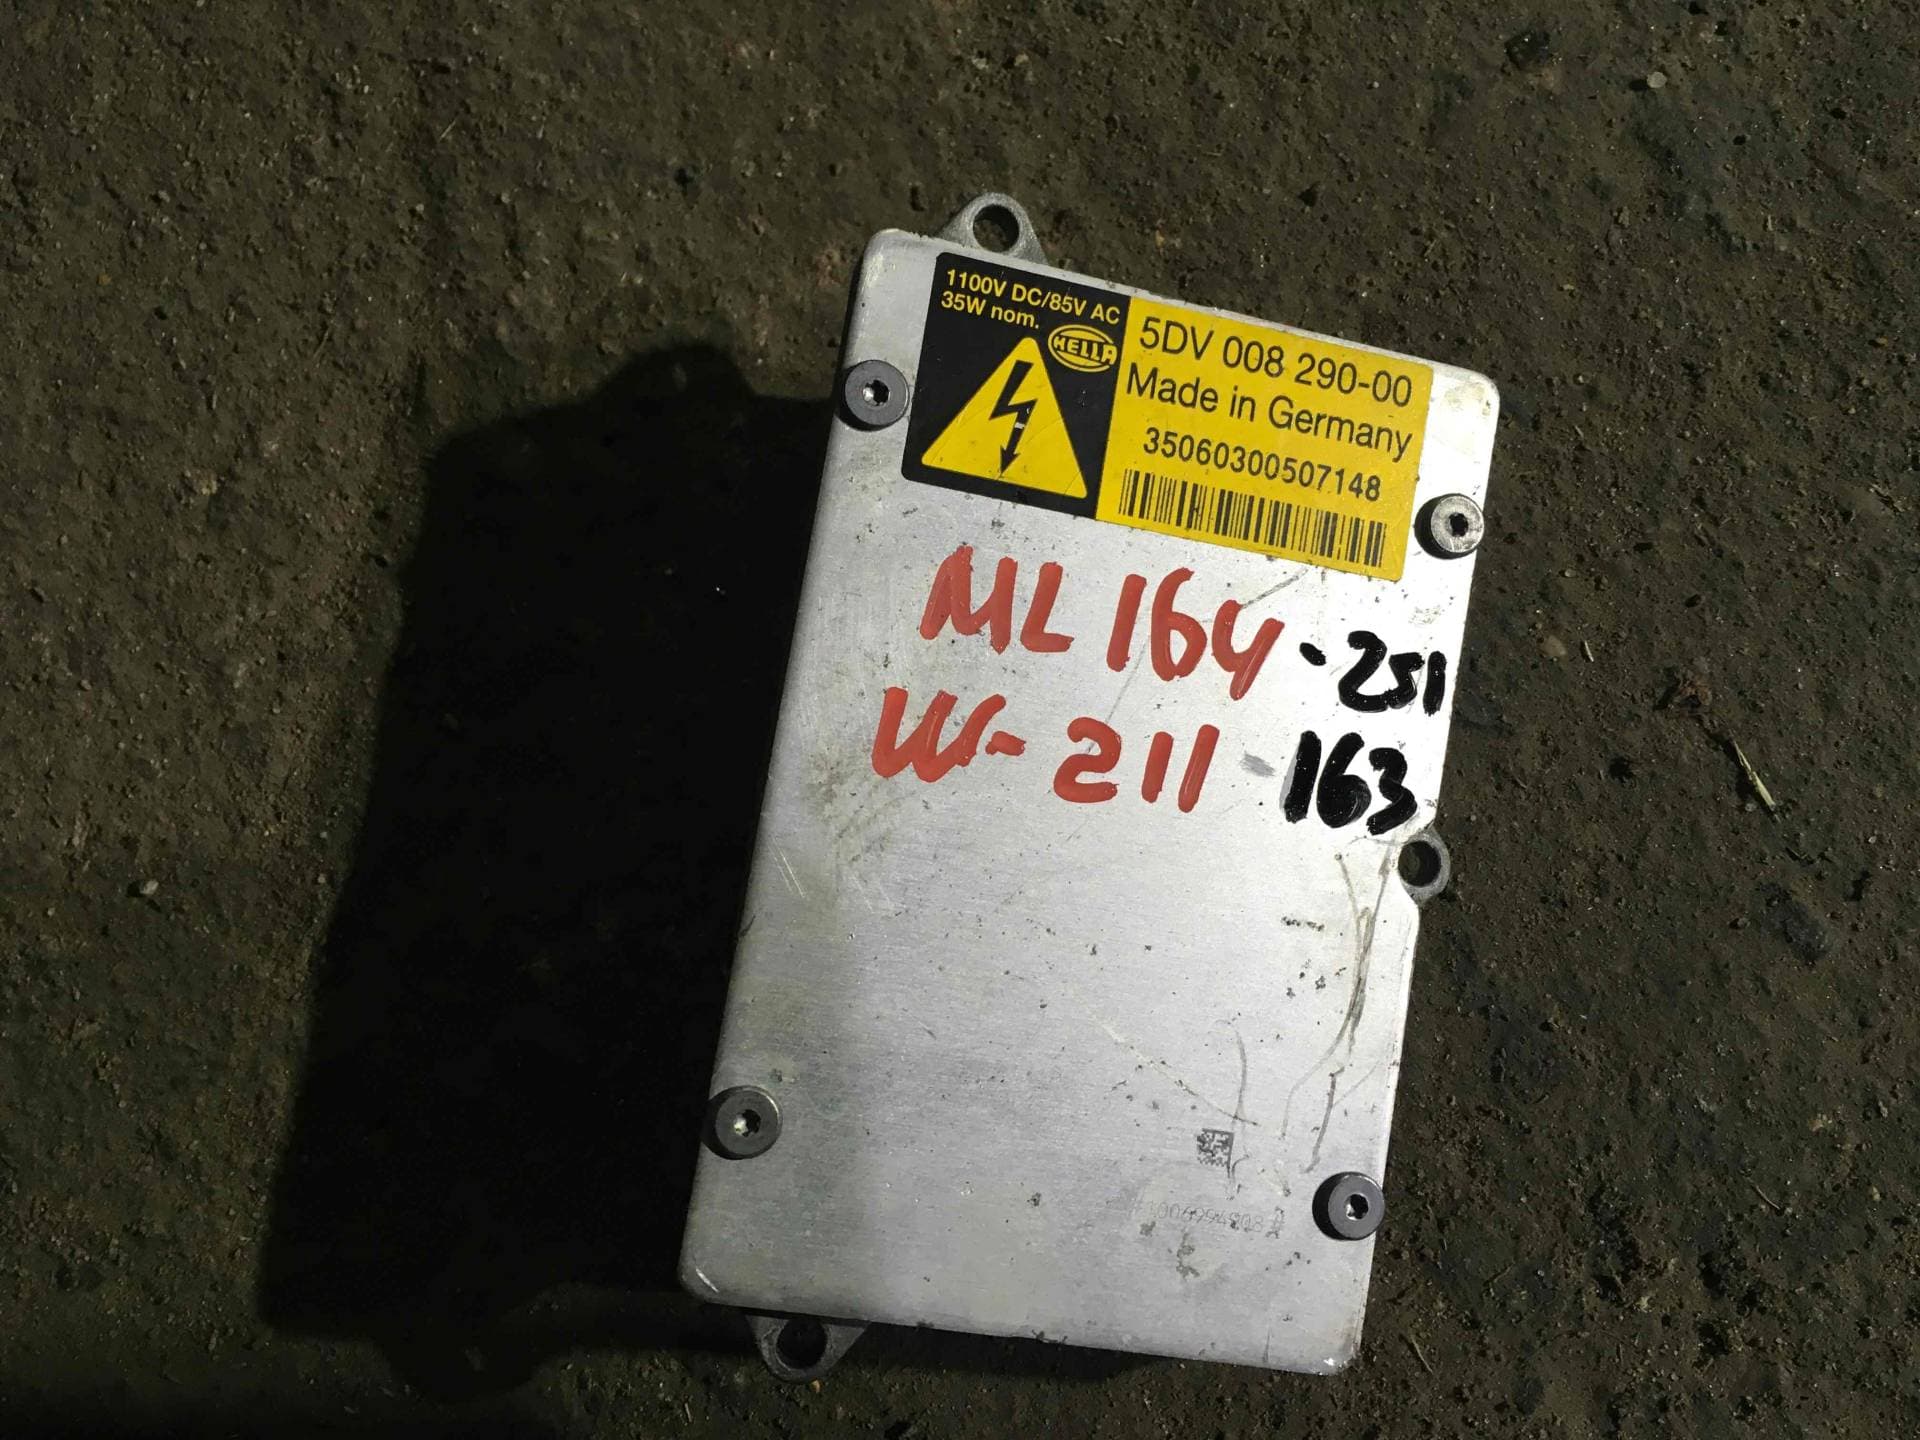 1100V DC/85V AC
35W nom.
HELLA
5DV 008 290-00
Made in Germany
35060300507148
ML 164 - 251
W-211 - 163